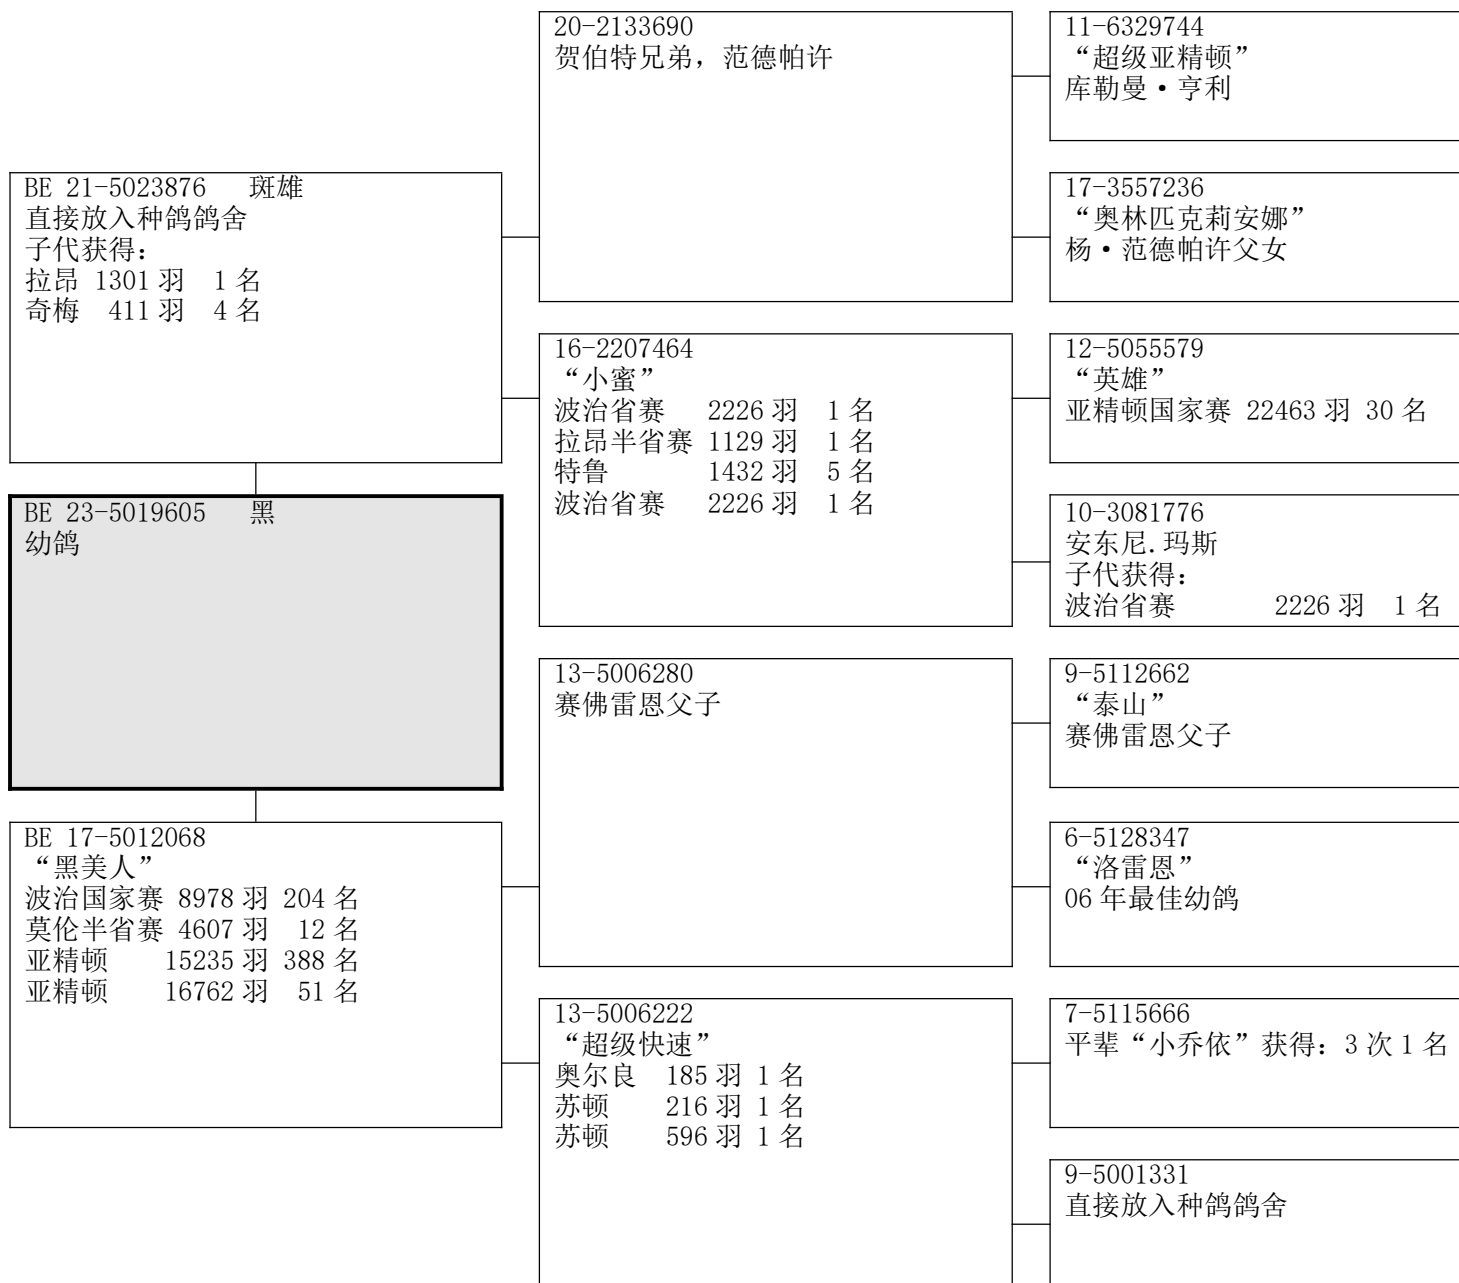 BE 21-5023876 斑雄
直接放入种鸽鸽舍
子代获得：
拉昂 1301 羽 1 名
奇梅 411 羽 4 名
BE 23-5019605 黑
幼鸽
BE 17-5012068
“黑美人”
波治国家赛 8978 羽 204 名
莫伦半省赛 4607 羽 12 名
亚精顿 15235 羽 388 名
亚精顿 16762 羽 51 名
20-2133690
贺伯特兄弟，范德帕许
16-2207464
“小蜜”
波治省赛 2226 羽 1 名
拉昂半省赛 1129 羽 1 名
特鲁 1432 羽 5 名
波治省赛 2226 羽 1 名
13-5006280
赛佛雷恩父子
13-5006222
“超级快速”
奥尔良 185 羽 1 名
苏顿 216 羽 1 名
苏顿 596 羽 1 名
11-6329744
“超级亚精顿”
库勒曼·亨利
17-3557236
“奥林匹克莉安娜”
杨·范德帕许父女
12-5055579
“英雄”
亚精顿国家赛 22463 羽 30 名
10-3081776
安东尼.玛斯
子代获得：
波治省赛 2226 羽 1 名
9-5112662
“泰山”
赛佛雷恩父子
6-5128347
“洛雷恩”
06 年最佳幼鸽
7-5115666
平辈“小乔依”获得：3 次 1 名
9-5001331
直接放入种鸽鸽舍